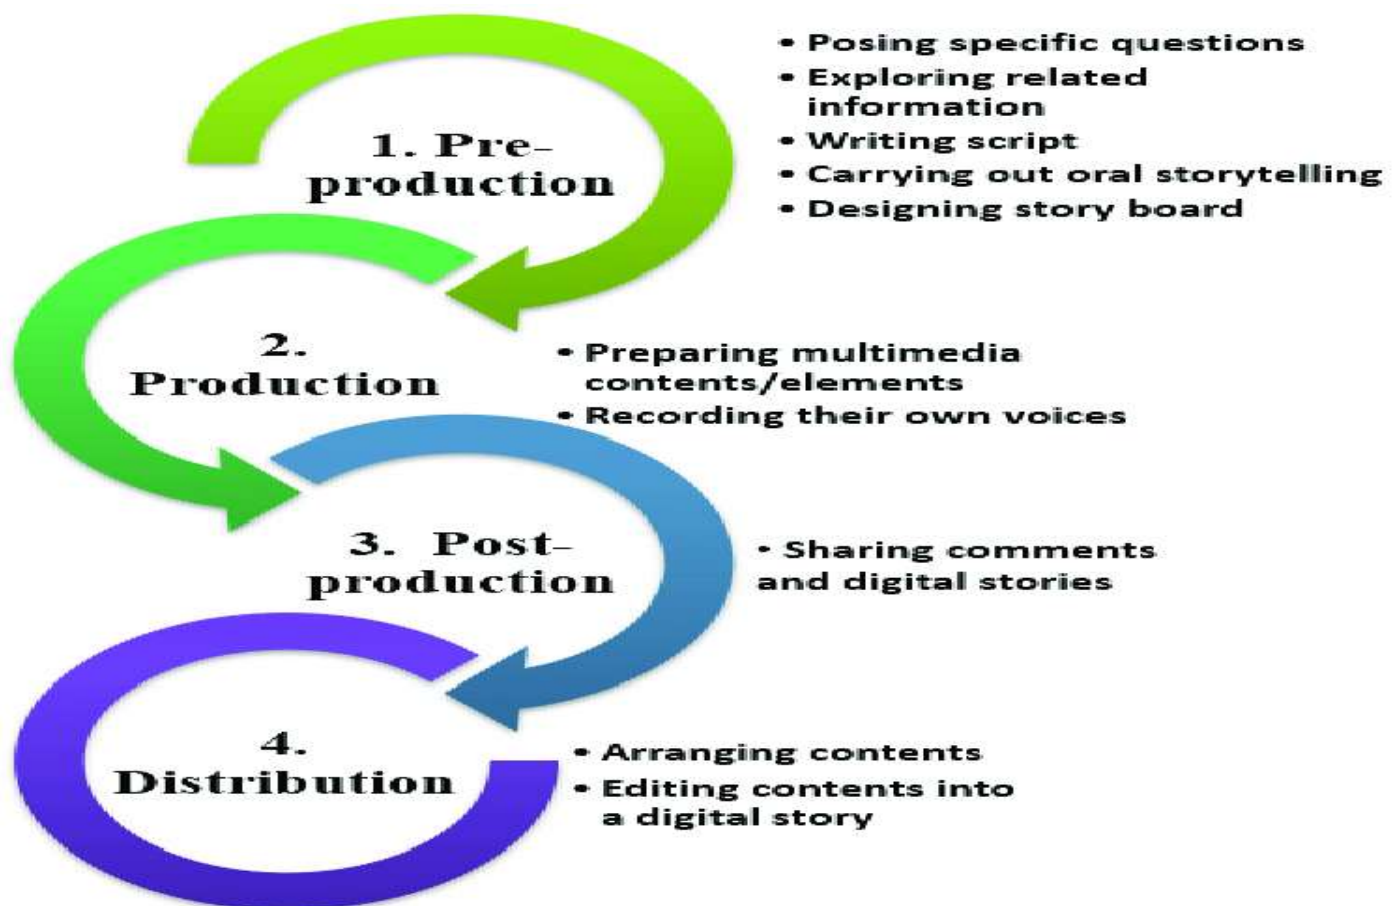 1. Pre-
production
• Posing specific questions
• Exploring related
information
• Writing script
• Carrying out oral storytelling
• Designing story board
2.
Production
• Preparing multimedia
contents/elements
• Recording their own voices
3. Post-
production
• Sharing comments
and digital stories
4.
Distribution
• Arranging contents
• Editing contents into
a digital story